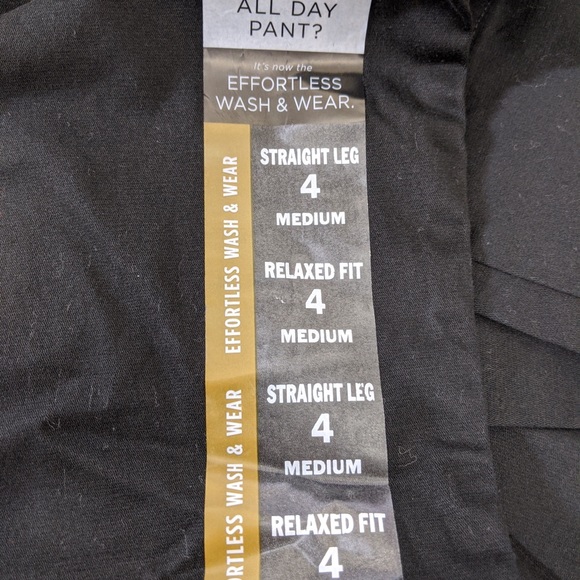 ALL DAY
PANT?
It's now the
EFFORTLESS
WASH & WEAR.
EFFORTLESS WASH & WEAR
STRAIGHT LEG
4
MEDIUM
RELAXED FIT
4
MEDIUM
RTLESS WASH & WEAR
STRAIGHT LEG
4
MEDIUM
RELAXED FIT
4